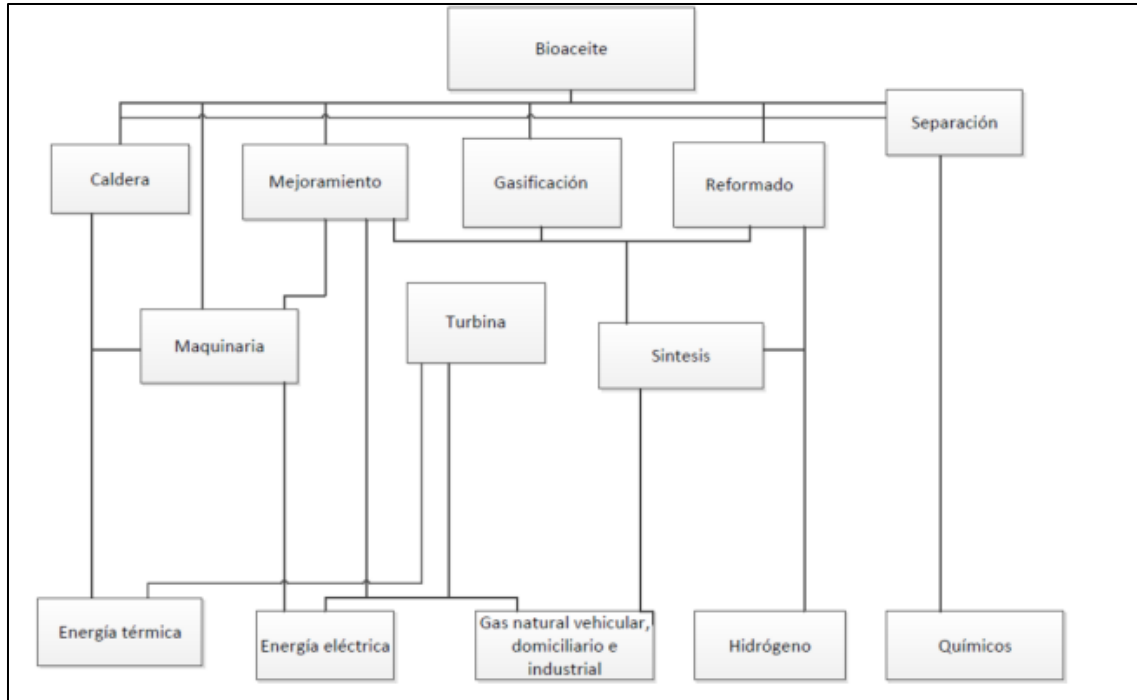 Bioaceite
Separación
Caldera
Mejoramiento
Gasificación
Reformado
Maquinaria
Turbina
Sintesis
Energía térmica
Energía eléctrica
Gas natural vehicular,
domiciliario e
industrial
Hidrógeno
Químicos